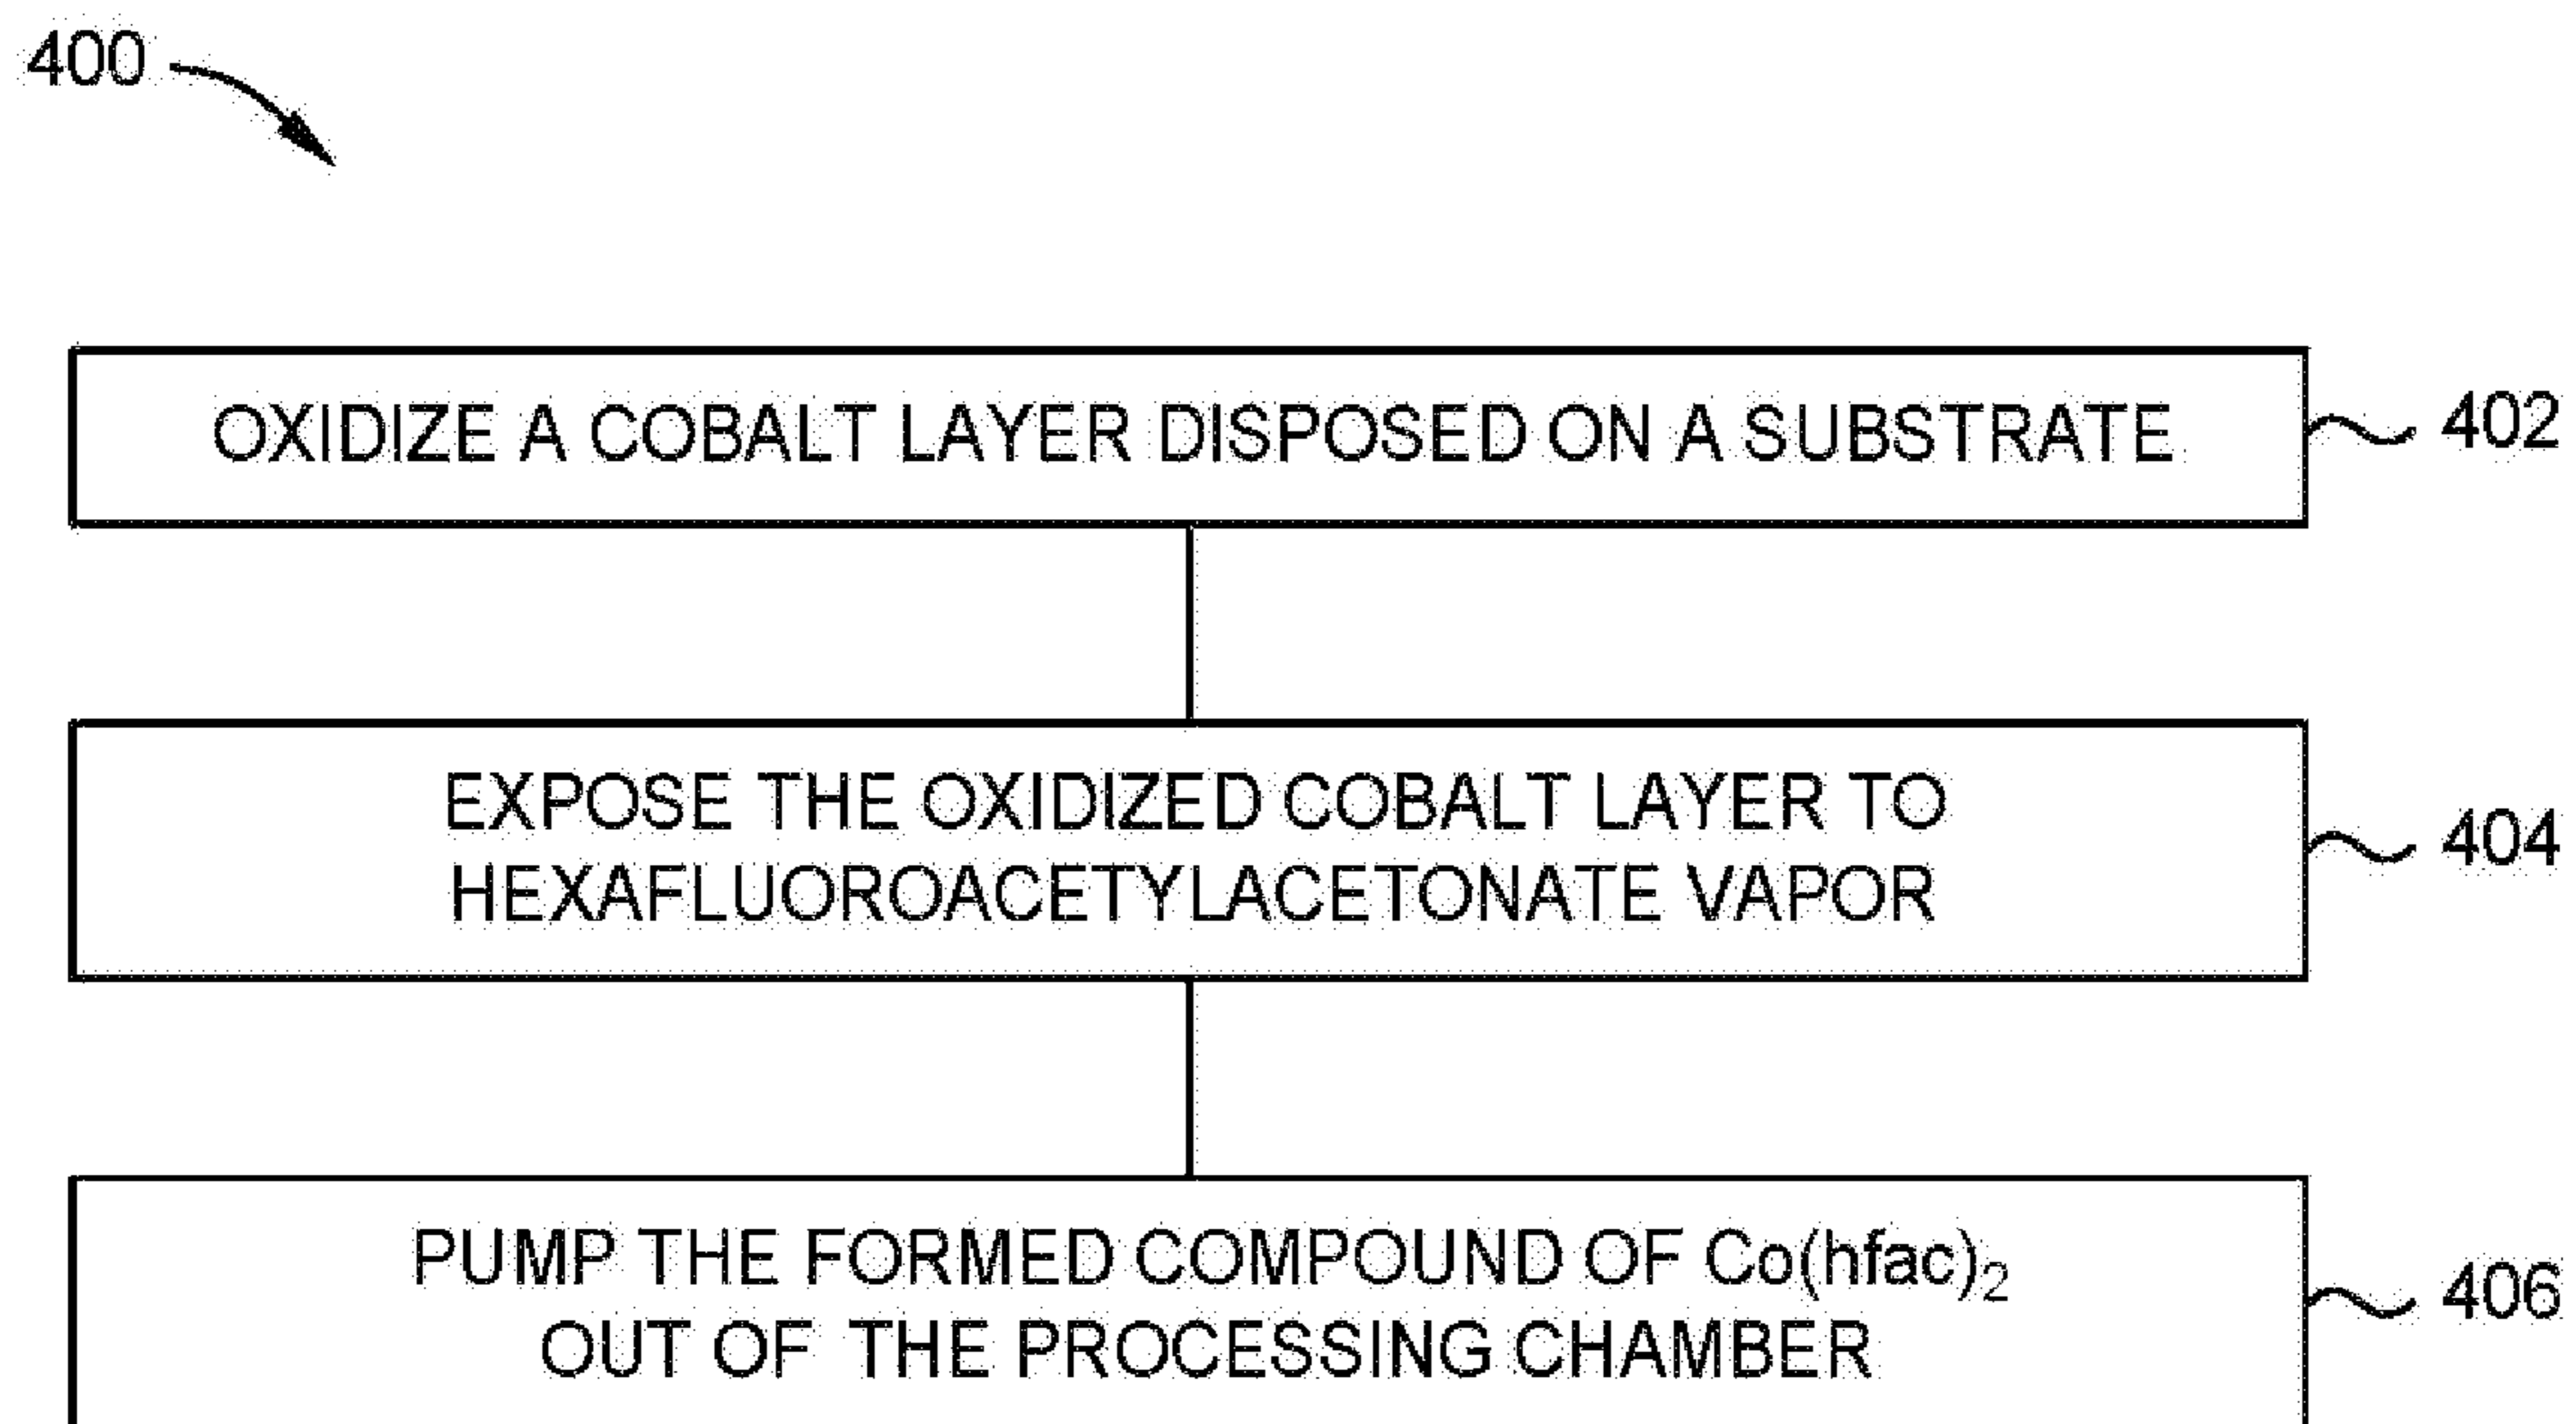 400
OXIDIZE A COBALT LAYER DISPOSED ON A SUBSTRATE
402
EXPOSE THE OXIDIZED COBALT LAYER TO
HEXAFLUOROACETYLACETONATE VAPOR
404
PUMP THE FORMED COMPOUND OF Co(hfac)₂
OUT OF THE PROCESSING CHAMBER
406